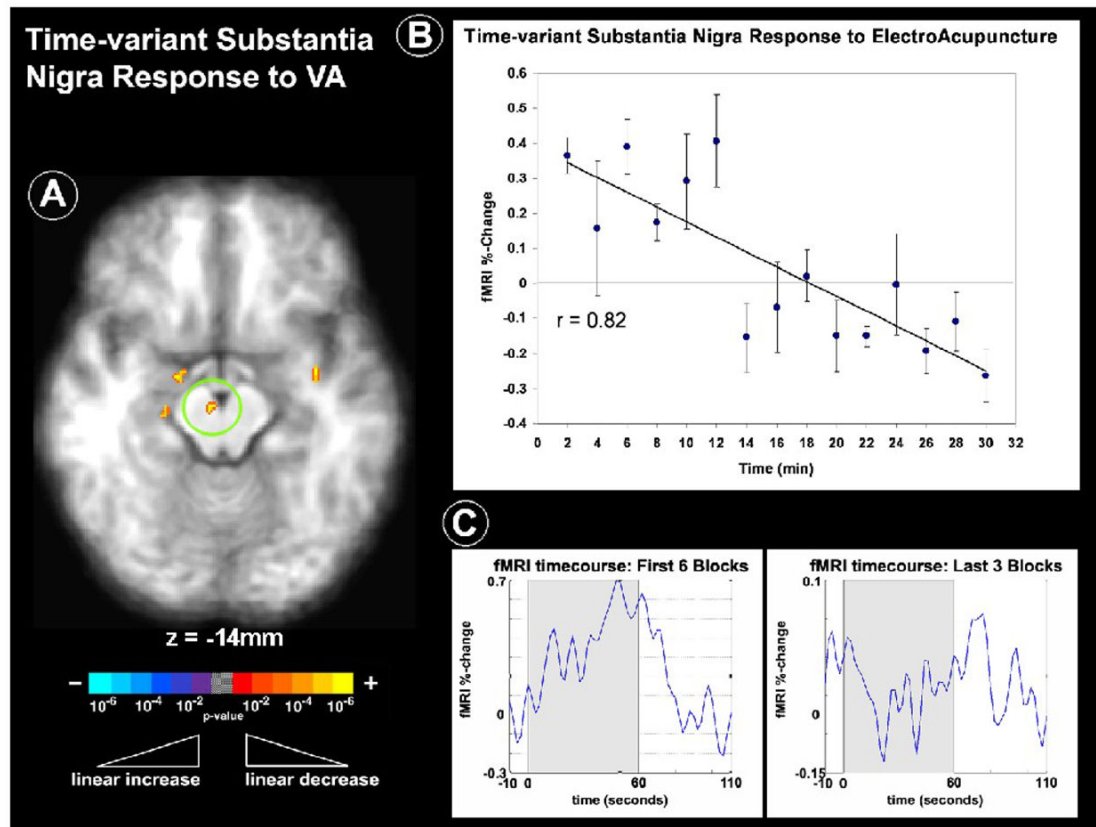 Time-variant Substantia
Nigra Response to VA
A
z = -14mm
− +
10-6 10-4 10-2 10-2 10-4 10-6
p-value
linear increase linear decrease
B
Time-variant Substantia Nigra Response to ElectroAcupuncture
fMRI %-Change
0.6
0.5
0.4
0.3
0.2
0.1
0
-0.1
-0.2
-0.3
-0.4
r = 0.82
0 2 4 6 8 10 12 14 16 18 20 22 24 26 28 30 32
Time (min)
C
fMRI timecourse: First 6 Blocks
fMRI %-change
0.7
0
-0.3
-10 0 60 110
time (seconds)
fMRI timecourse: Last 3 Blocks
fMRI %-change
0.1
0
-0.15
-10 0 60 110
time (seconds)